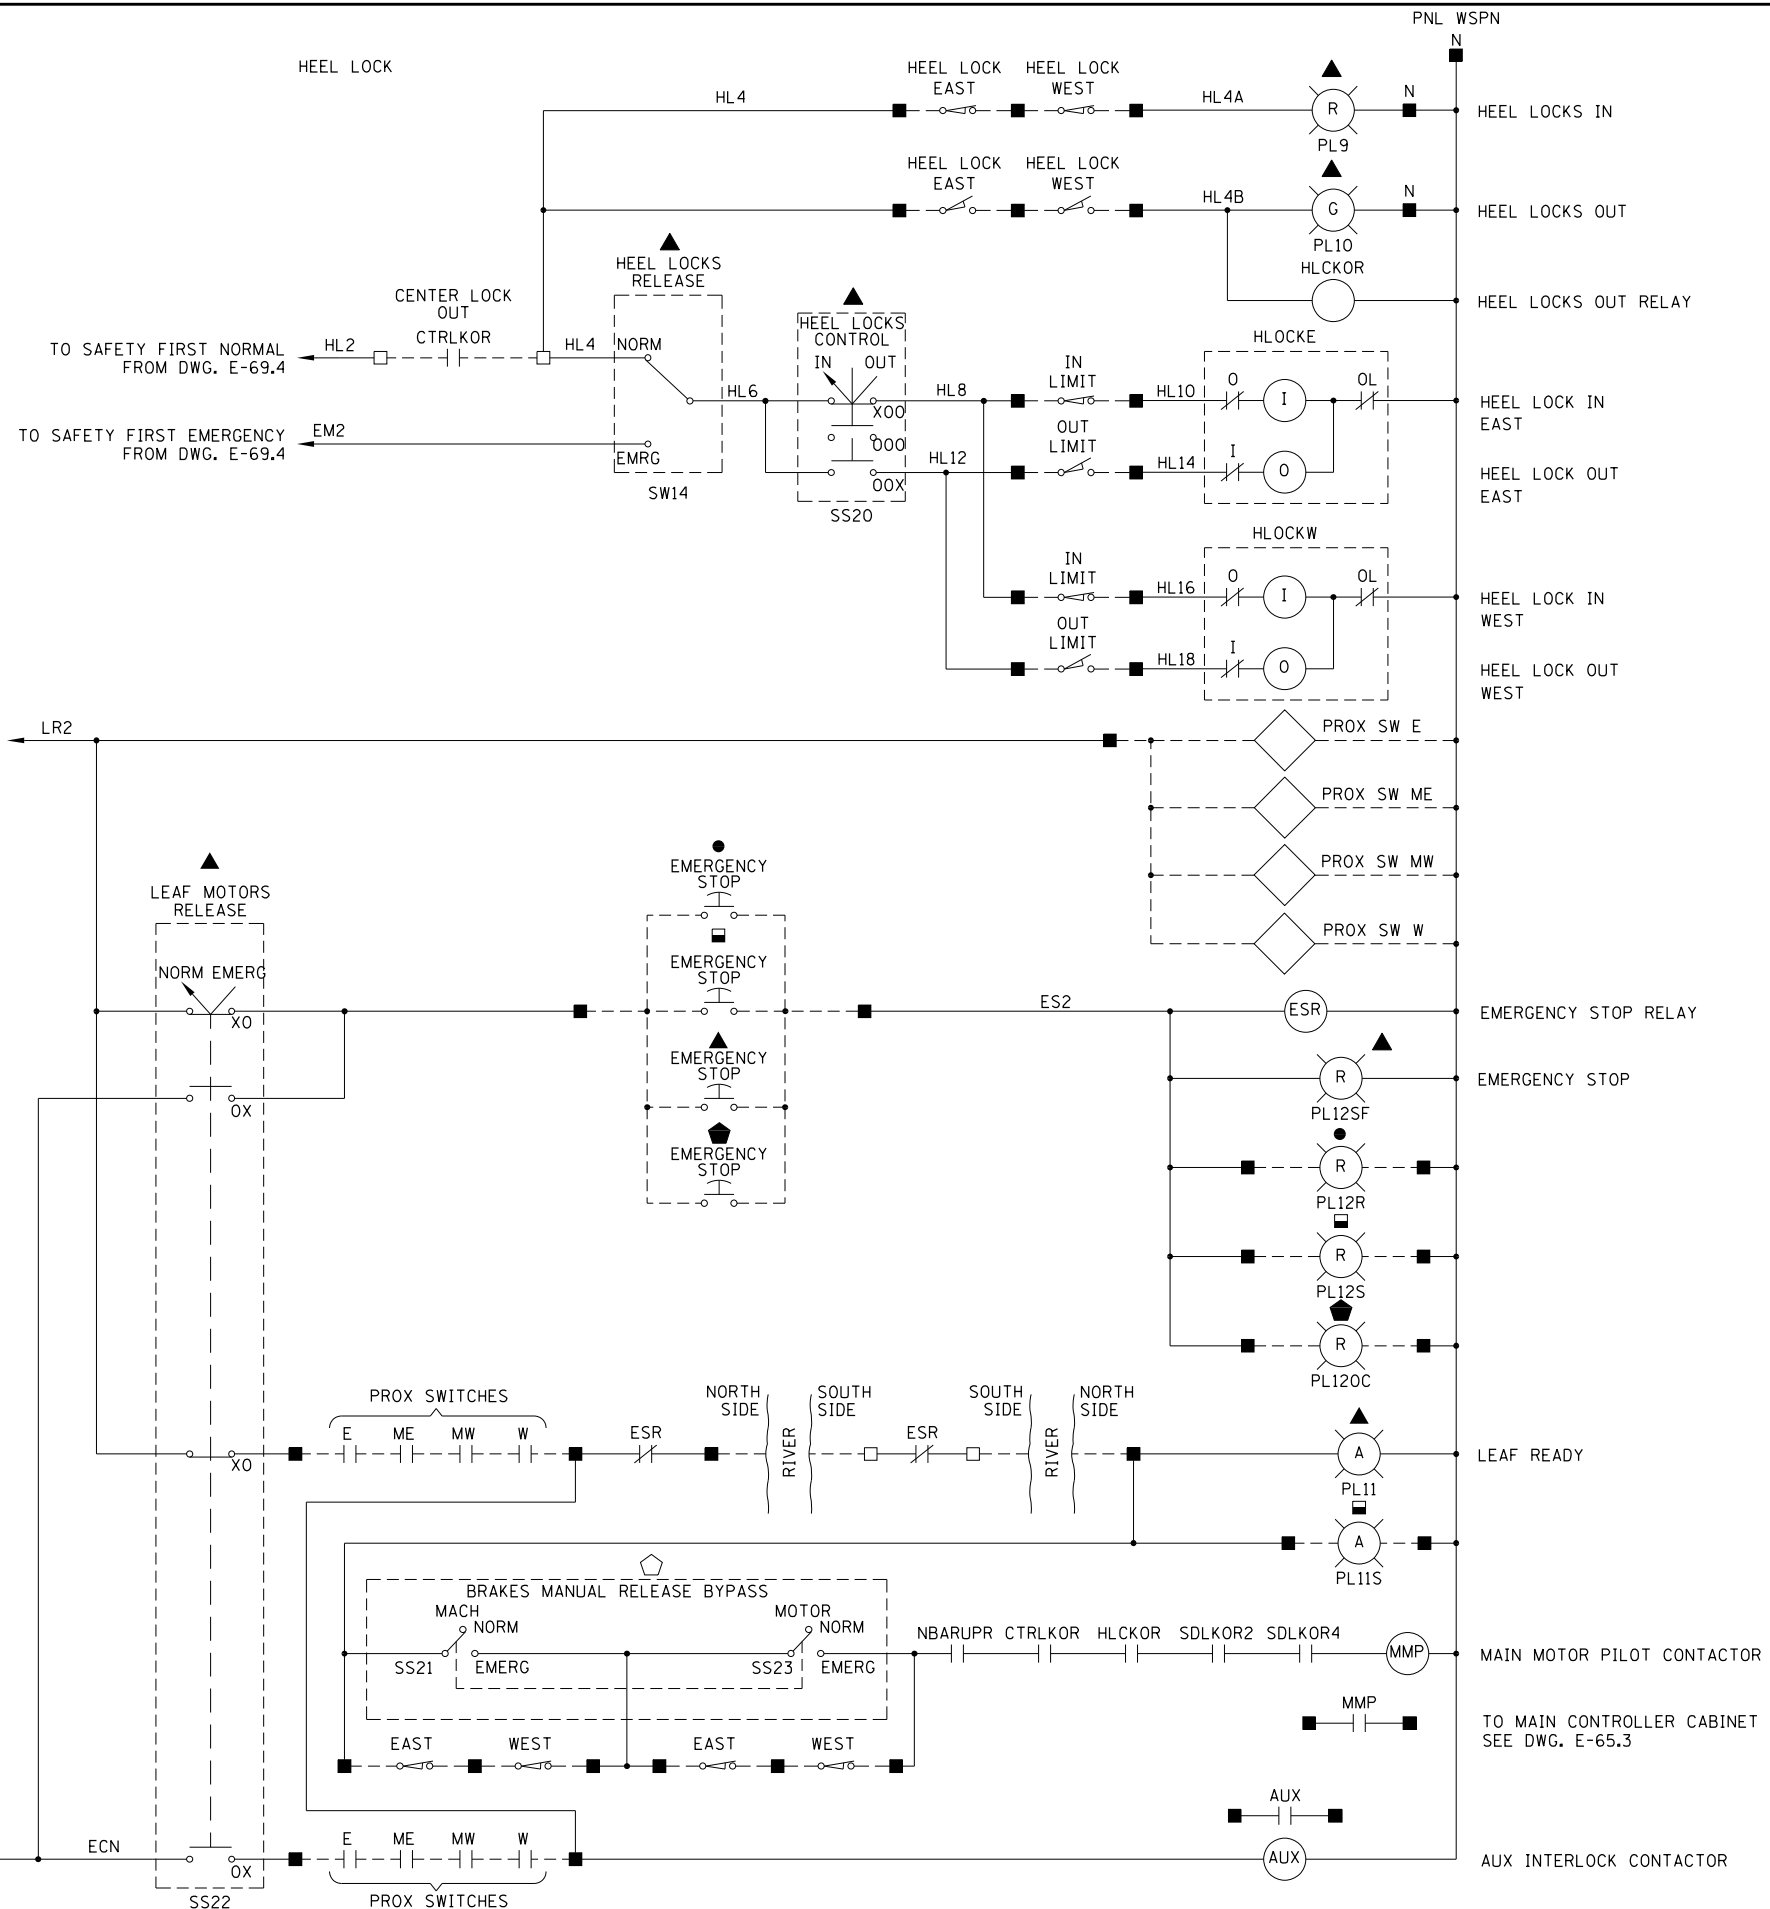 PNL WSPN
N
HEEL LOCK
HEEL LOCK
EAST
HEEL LOCK
WEST
HL4
HL4A
R
PL9
N
HEEL LOCKS IN
HEEL LOCK
EAST
HEEL LOCK
WEST
HL4B
G
PL10
N
HEEL LOCKS OUT
HLCKOR
HEEL LOCKS OUT RELAY
HEEL LOCKS
RELEASE
CENTER LOCK
OUT
CTRLKOR
TO SAFETY FIRST NORMAL
FROM DWG. E-69.4
HL2
HL4
NORM
HL6
TO SAFETY FIRST EMERGENCY
FROM DWG. E-69.4
EM2
EMRG
SW14
HEEL LOCKS
CONTROL
IN
OUT
X00
000
00X
SS20
HL8
HL12
IN
LIMIT
HL10
OUT
LIMIT
HL14
HLOCKE
O
I
OL
I
O
HEEL LOCK IN
EAST
HEEL LOCK OUT
EAST
IN
LIMIT
HL16
OUT
LIMIT
HL18
HLOCKW
O
I
OL
I
O
HEEL LOCK IN
WEST
HEEL LOCK OUT
WEST
LR2
PROX SW E
PROX SW ME
PROX SW MW
PROX SW W
LEAF MOTORS
RELEASE
NORM EMERG
XO
OX
EMERGENCY
STOP
EMERGENCY
STOP
EMERGENCY
STOP
EMERGENCY
STOP
ES2
ESR
EMERGENCY STOP RELAY
R
PL12SF
EMERGENCY STOP
R
PL12R
R
PL12S
R
PL12OC
PROX SWITCHES
E
ME
MW
W
XO
ESR
NORTH
SIDE
RIVER
SOUTH
SIDE
ESR
SOUTH
SIDE
RIVER
NORTH
SIDE
A
PL11
LEAF READY
A
PL11S
BRAKES MANUAL RELEASE BYPASS
MACH
NORM
SS21
EMERG
MOTOR
NORM
SS23
EMERG
NBARUPR
CTRLKOR
HLCKOR
SDLKOR2
SDLKOR4
MMP
MAIN MOTOR PILOT CONTACTOR
MMP
TO MAIN CONTROLLER CABINET
SEE DWG. E-65.3
EAST
WEST
EAST
WEST
AUX
ECN
OX
SS22
E
ME
MW
W
PROX SWITCHES
AUX
AUX INTERLOCK CONTACTOR